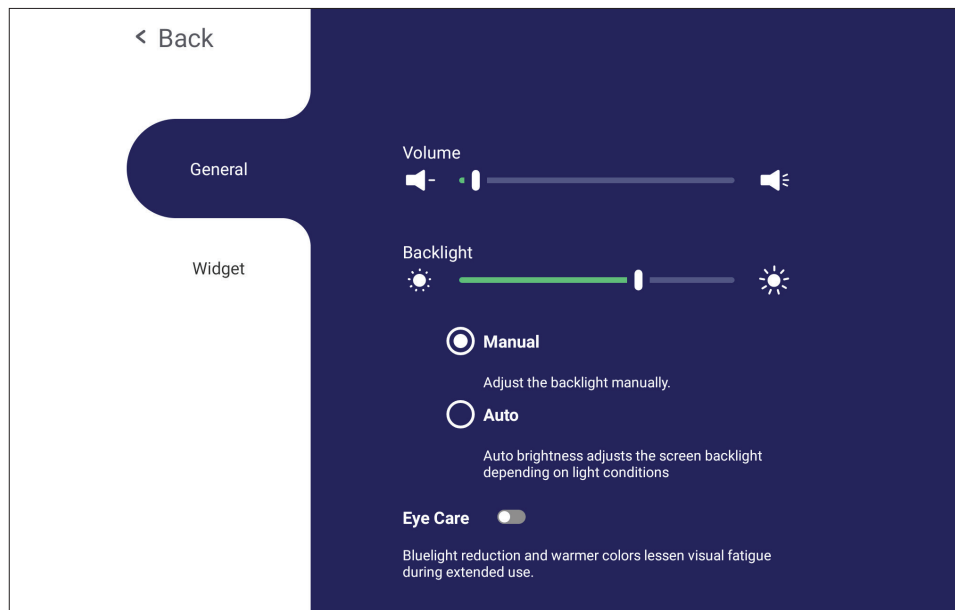 Back
General
Widget
Volume
Backlight
Manual
Adjust the backlight manually.
Auto
Auto brightness adjusts the screen backlight
depending on light conditions
Eye Care
Bluelight reduction and warmer colors lessen visual fatigue
during extended use.